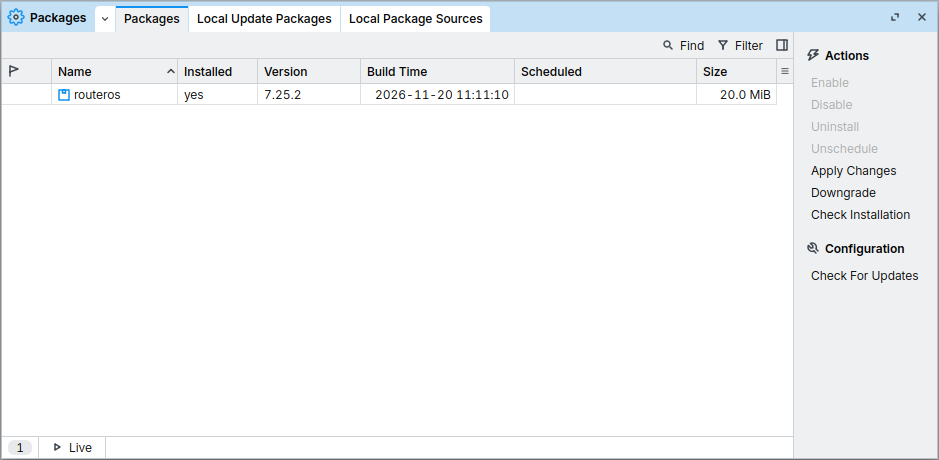 Packages Packages Local Update Packages Local Package Sources
Find Filter
Name Installed Version Build Time Scheduled Size
routeros yes 7.25.2 2026-11-20 11:11:10 20.0 MiB
1 Live
Actions
Enable
Disable
Uninstall
Unschedule
Apply Changes
Downgrade
Check Installation
Configuration
Check For Updates